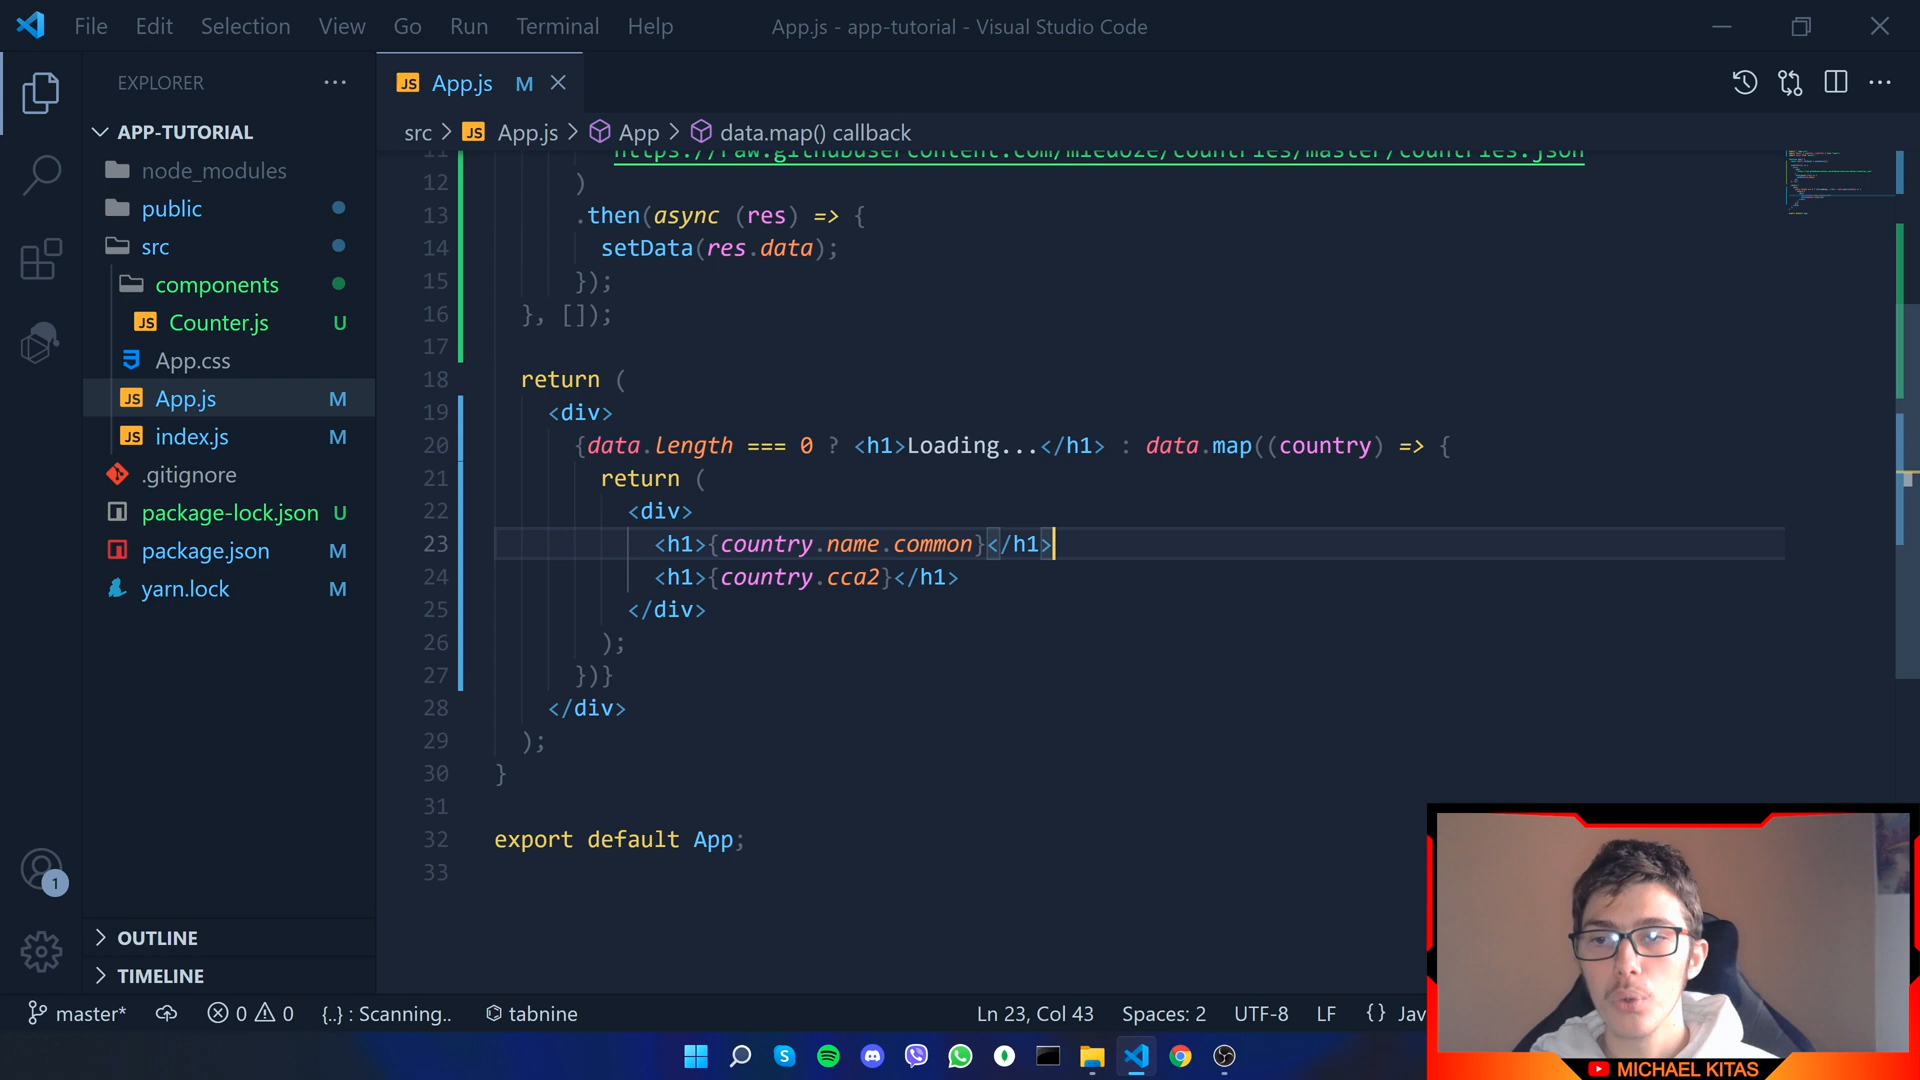 File Edit Selection View Go Run Terminal Help
App.js - app-tutorial - Visual Studio Code
EXPLORER
App.js M
APP-TUTORIAL
src > JS App.js > App > data.map() callback
node_modules
public
src
components
JS Counter.js U
App.css
JS App.js M
JS index.js M
.gitignore
package-lock.json U
package.json M
yarn.lock M
OUTLINE
TIMELINE
11 https://raw.githubusercontent.com/mledoze/countries/master/countries.json
12 )
13 .then(async (res) => {
14 setData(res.data);
15 });
16 }, []);
17
18 return (
19 <div>
20 {data.length === 0 ? <h1>Loading...</h1> : data.map((country) => {
21 return (
22 <div>
23 <h1>{country.name.common}</h1>
24 <h1>{country.cca2}</h1>
25 </div>
26 );
27 })}
28 </div>
29 );
30 }
31
32 export default App;
33
1
master* 0 0 {..} : Scanning.. tabnine Ln 23, Col 43 Spaces: 2 UTF-8 LF {} Jav
MICHAEL KITAS